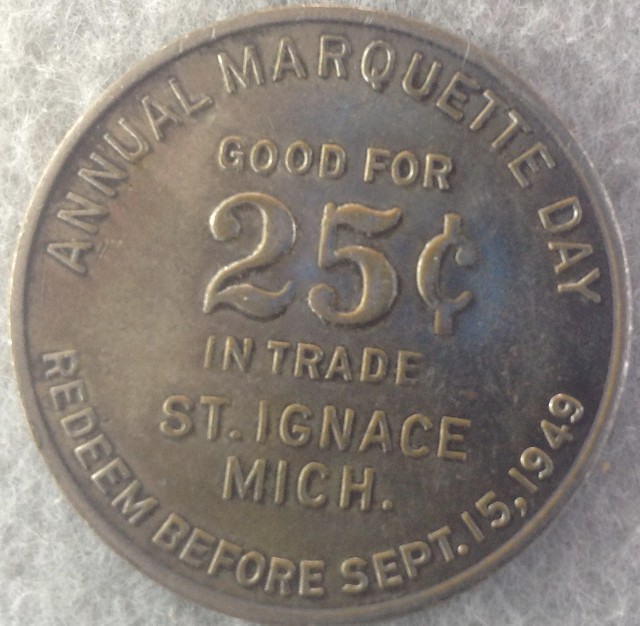 ANNUAL MARQUETTE DAY
GOOD FOR
25¢
IN TRADE
ST. IGNACE
MICH.
REDEEM BEFORE SEPT. 15, 1949